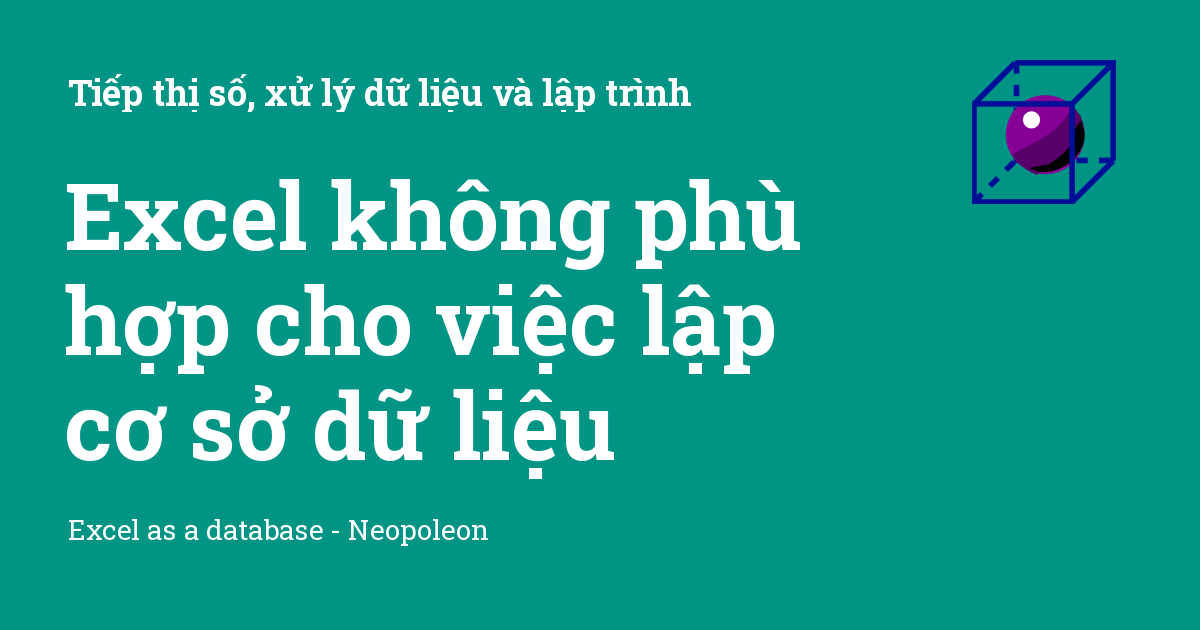 Tiếp thị số, xử lý dữ liệu và lập trình
Excel không phù
hợp cho việc lập
cơ sở dữ liệu
Excel as a database - Neopoleon